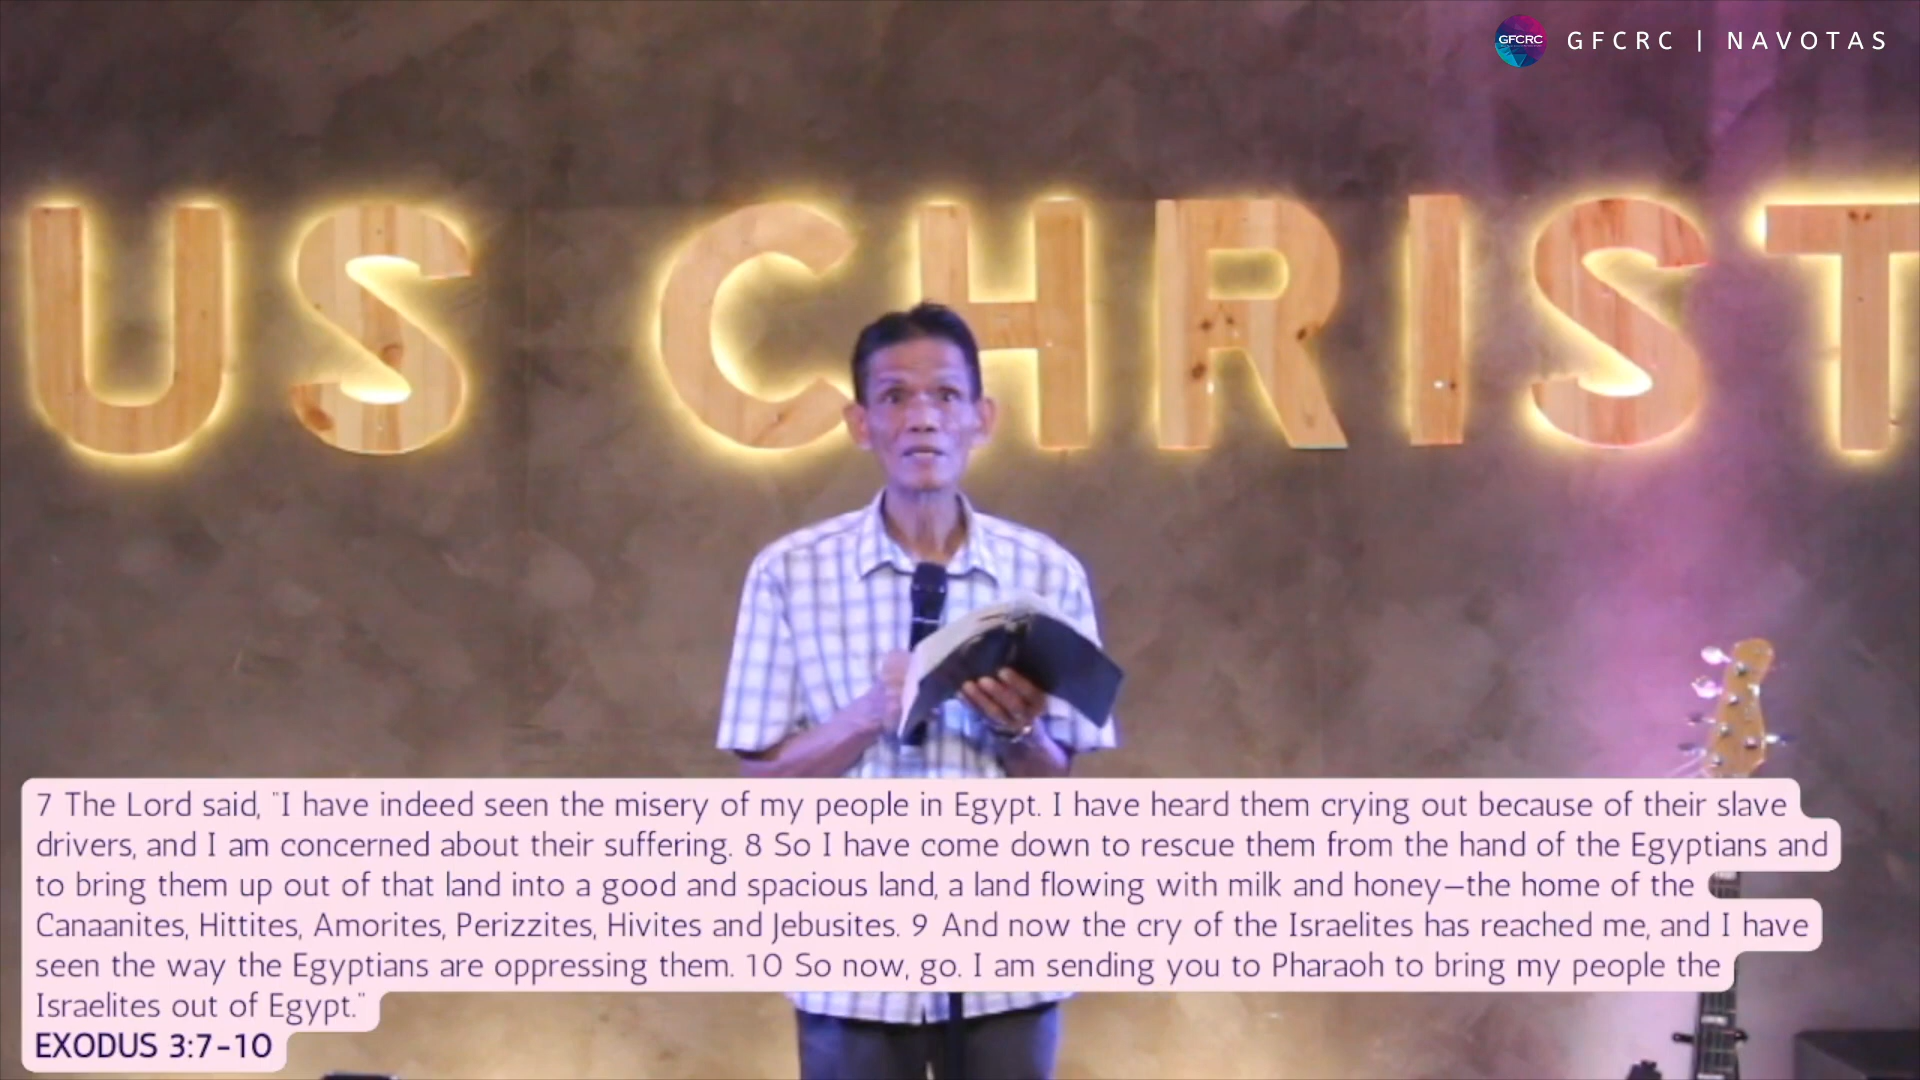 GFCRC
GFCRC | NAVOTAS
US CHRIST
7 The Lord said, "I have indeed seen the misery of my people in Egypt. I have heard them crying out because of their slave
drivers, and I am concerned about their suffering. 8 So I have come down to rescue them from the hand of the Egyptians and
to bring them up out of that land into a good and spacious land, a land flowing with milk and honey—the home of the
Canaanites, Hittites, Amorites, Perizzites, Hivites and Jebusites. 9 And now the cry of the Israelites has reached me, and I have
seen the way the Egyptians are oppressing them. 10 So now, go. I am sending you to Pharaoh to bring my people the
Israelites out of Egypt."
EXODUS 3:7-10